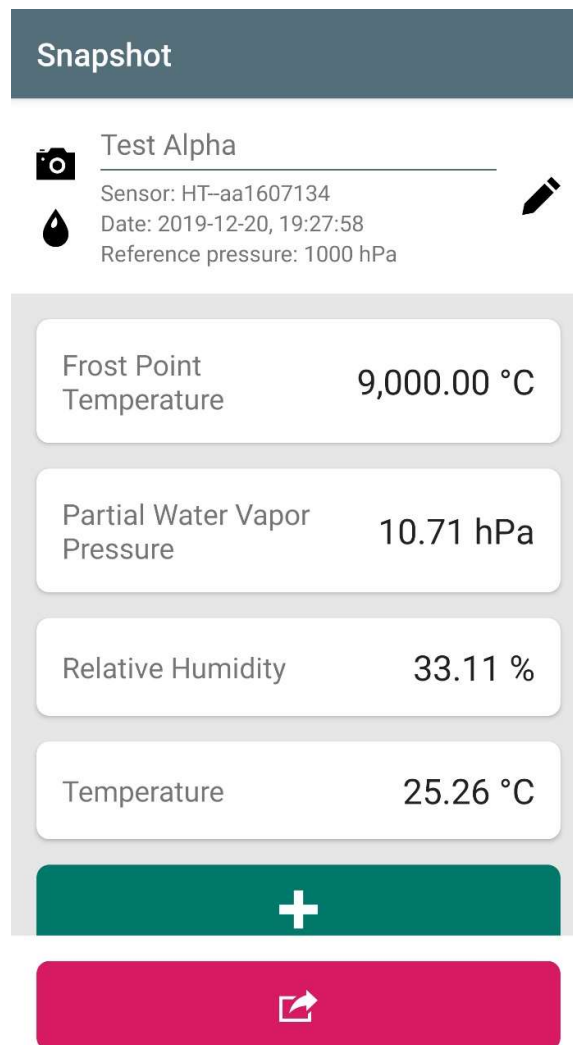 Snapshot
Test Alpha
Sensor: HT--aa1607134
Date: 2019-12-20, 19:27:58
Reference pressure: 1000 hPa
Frost Point
Temperature
9,000.00 °C
Partial Water Vapor
Pressure
10.71 hPa
Relative Humidity
33.11 %
Temperature
25.26 °C